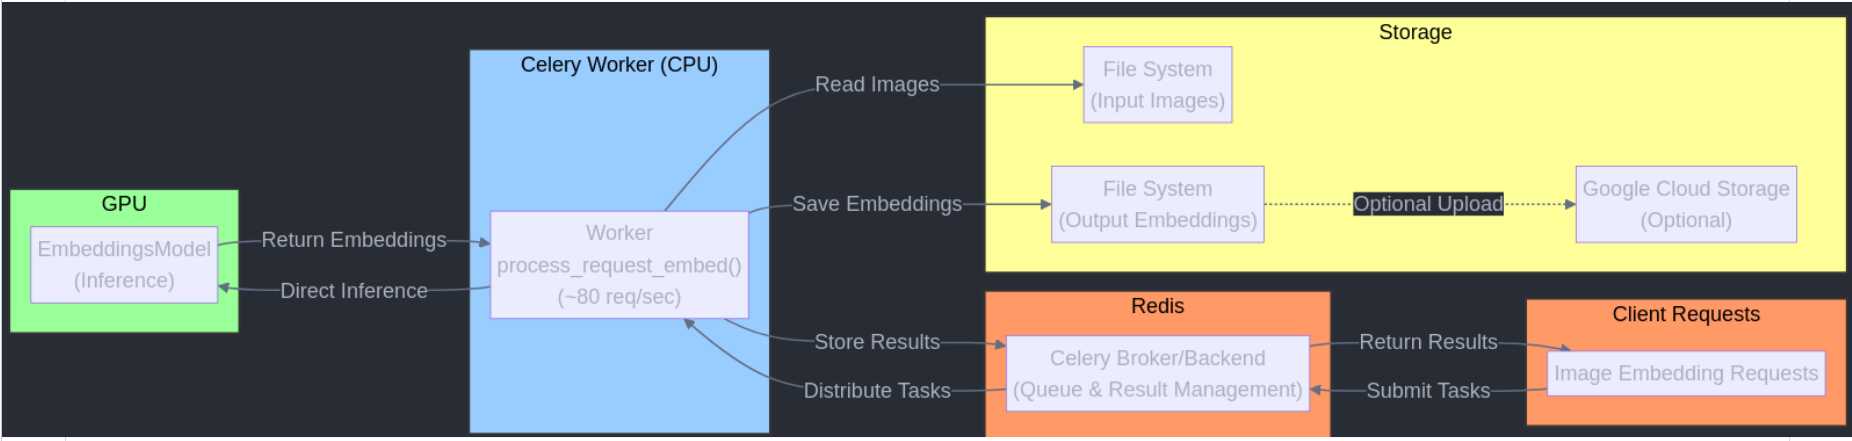 GPU
EmbeddingsModel
(Inference)
Return Embeddings
Direct Inference
Celery Worker (CPU)
Worker
process_request_embed()
(~80 req/sec)
Read Images
Save Embeddings
Store Results
Distribute Tasks
Storage
File System
(Input Images)
File System
(Output Embeddings)
Optional Upload
Google Cloud Storage
(Optional)
Redis
Celery Broker/Backend
(Queue & Result Management)
Return Results
Submit Tasks
Client Requests
Image Embedding Requests